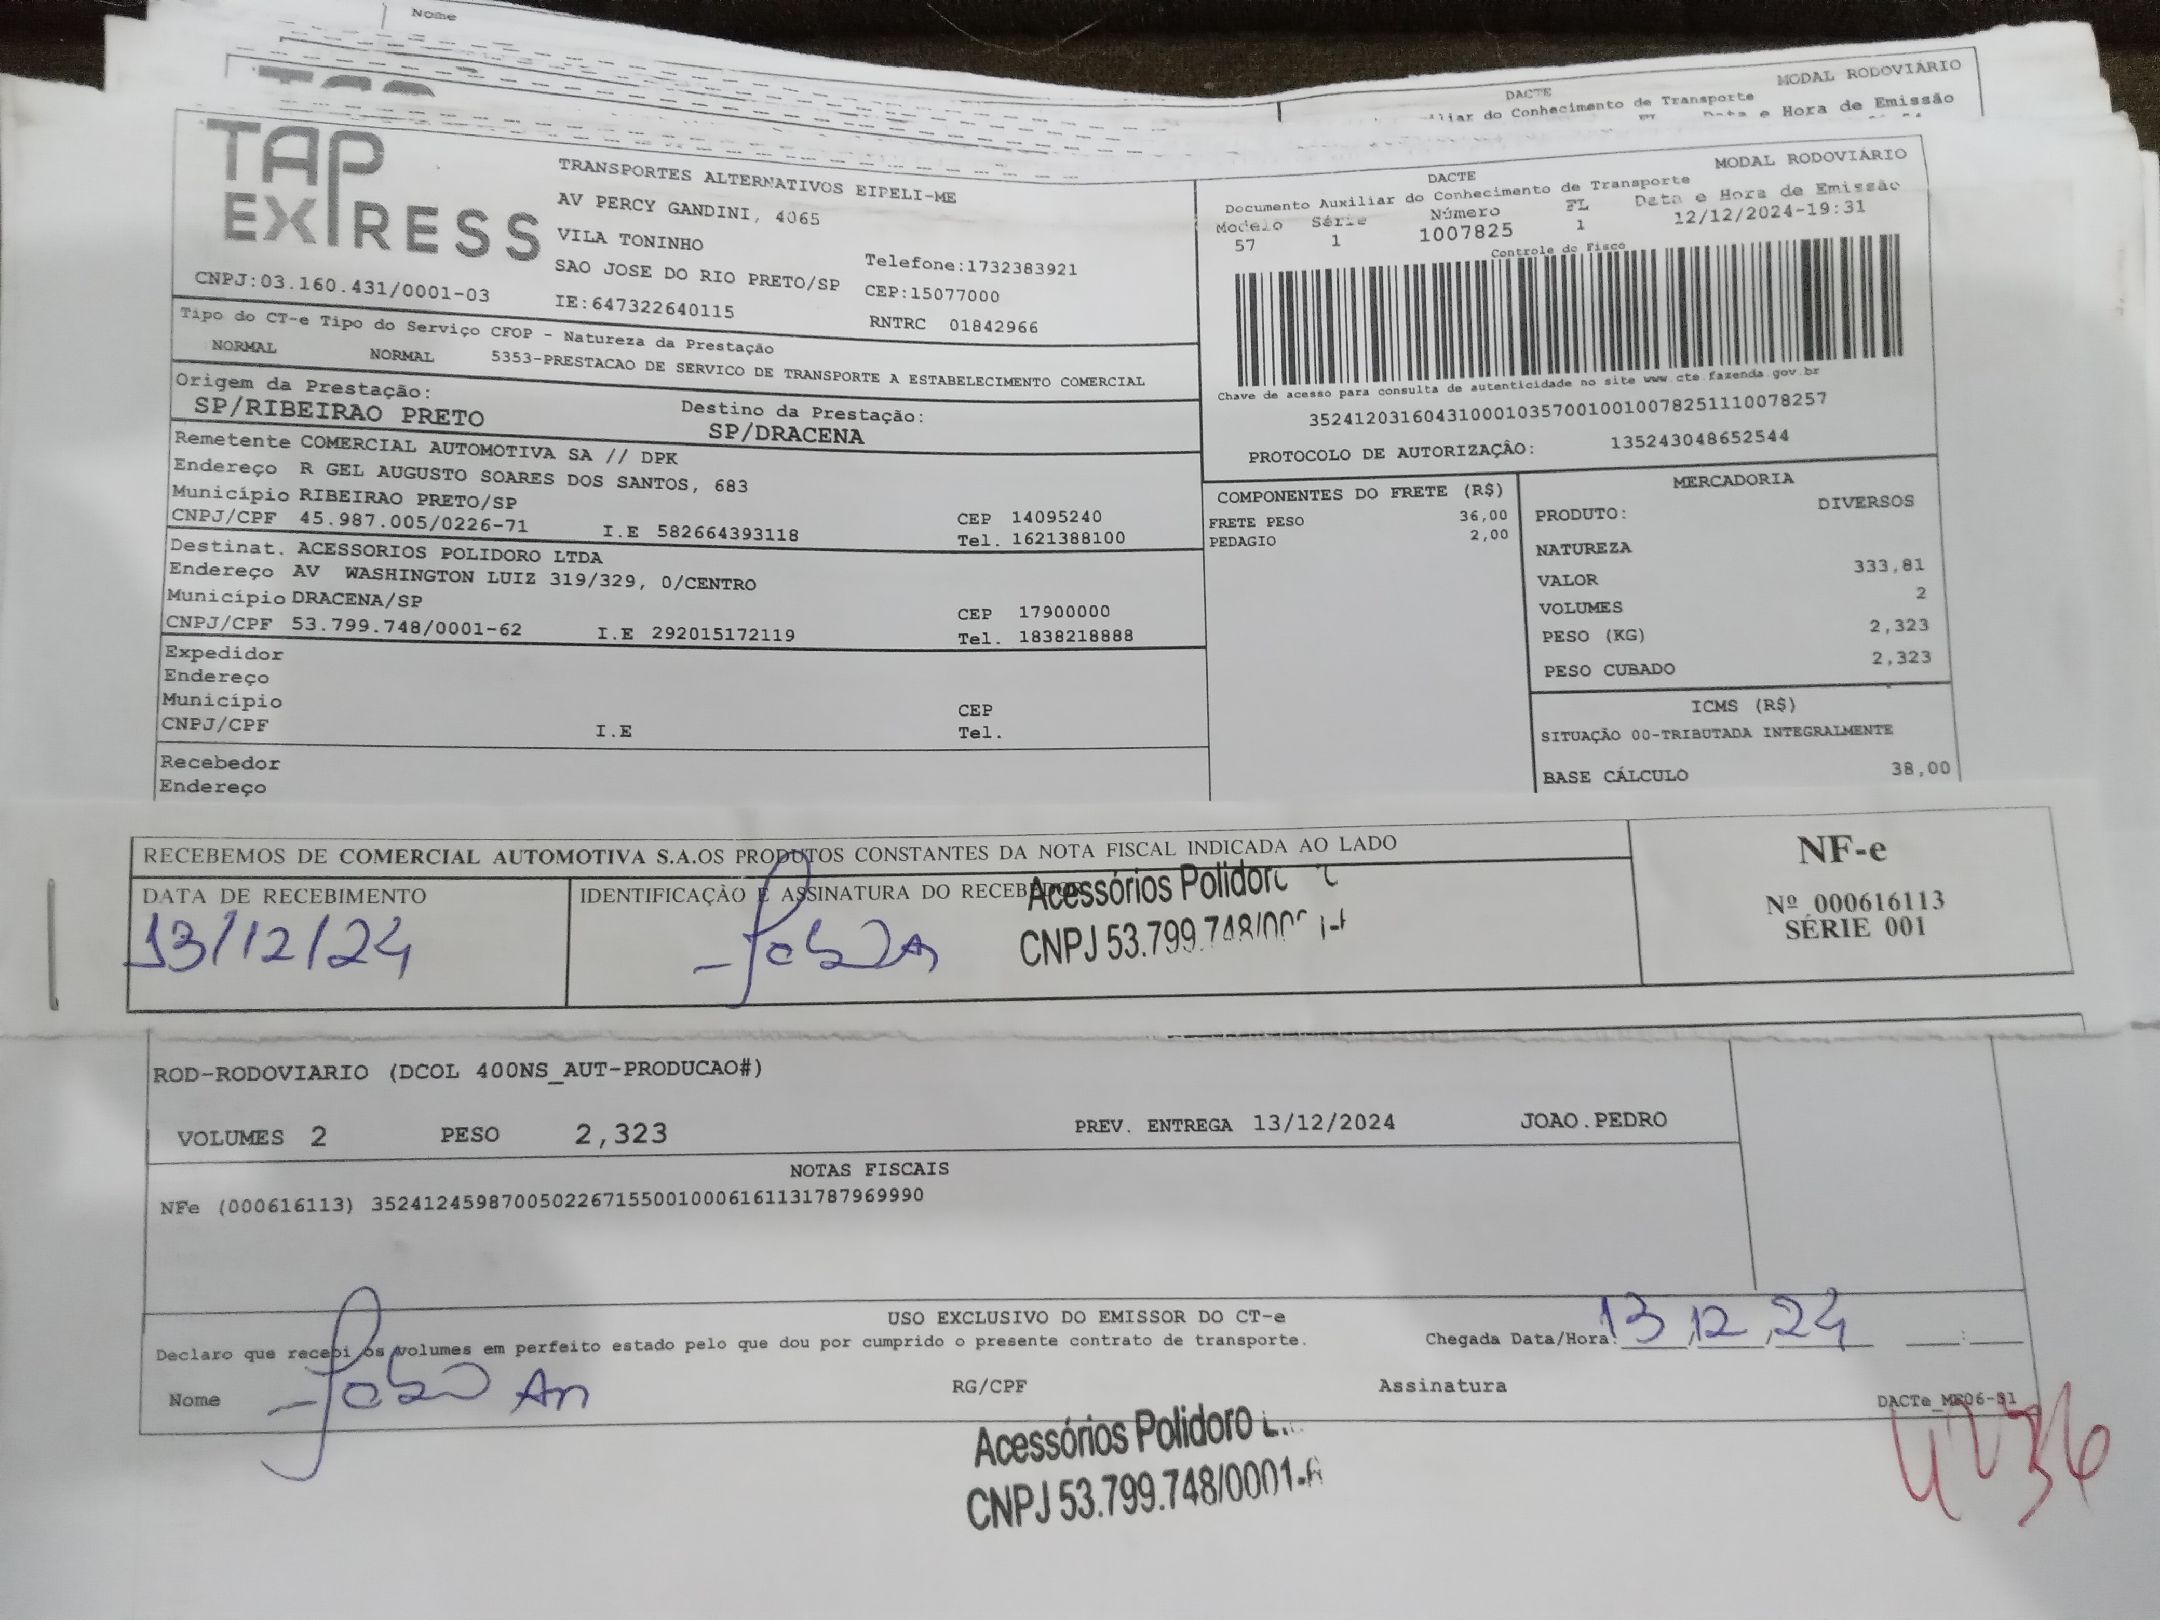 Nome
DACTE
MODAL RODOVIÁRIO
do Conhecimento de Transporte
e Hora de Emissão
TAP
EXPRESS
CNPJ:03.160.431/0001-03
TRANSPORTES ALTERNATIVOS EIPELI-ME
AV PERCY GANDINI, 4065
VILA TONINHO
SAO JOSE DO RIO PRETO/SP
IE:647322640115
Telefone:1732383921
CEP:15077000
RNTRC 01842966
DACTE
MODAL RODOVIÁRIO
Documento Auxiliar do Conhecimento de Transporte
Modelo Série Número FL Data e Hora de Emissão
57 1 1007825 1 12/12/2024-19:31
Controle do Fisco
Chave de acesso para consulta de autenticidade no site www.cte.fazenda.gov.br
35241203160431000103570010010078251110078257
PROTOCOLO DE AUTORIZAÇÂO: 135243048652544
Tipo do CT-e Tipo do Serviço CFOP - Natureza da Prestação
NORMAL NORMAL 5353-PRESTACAO DE SERVICO DE TRANSPORTE A ESTABELECIMENTO COMERCIAL
Origem da Prestação:
SP/RIBEIRAO PRETO
Destino da Prestação:
SP/DRACENA
Remetente COMERCIAL AUTOMOTIVA SA // DPK
Endereço R GEL AUGUSTO SOARES DOS SANTOS, 683
Município RIBEIRAO PRETO/SP
CEP 14095240
CNPJ/CPF 45.987.005/0226-71 I.E 582664393118 Tel. 1621388100
Destinat. ACESSORIOS POLIDORO LTDA
Endereço AV WASHINGTON LUIZ 319/329, 0/CENTRO
Município DRACENA/SP CEP 17900000
CNPJ/CPF 53.799.748/0001-62 I.E 292015172119 Tel. 1838218888
Expedidor
Endereço
Município CEP
CNPJ/CPF I.E Tel.
Recebedor
Endereço
COMPONENTES DO FRETE (R$)
FRETE PESO 36,00
PEDAGIO 2,00
MERCADORIA
PRODUTO: DIVERSOS
NATUREZA
VALOR 333,81
VOLUMES 2
PESO (KG) 2,323
PESO CUBADO 2,323
ICMS (R$)
SITUAÇÃO 00-TRIBUTADA INTEGRALMENTE
BASE CÁLCULO 38,00
RECEBEMOS DE COMERCIAL AUTOMOTIVA S.A.OS PRODUTOS CONSTANTES DA NOTA FISCAL INDICADA AO LADO
DATA DE RECEBIMENTO
13/12/24
IDENTIFICAÇÃO E ASSINATURA DO
Acessórios Polidoro
CNPJ 53.799.748/
NF-e
Nº 000616113
SÉRIE 001
ROD-RODOVIARIO (DCOL 400NS_AUT-PRODUCAO#)
VOLUMES 2 PESO 2,323 PREV. ENTREGA 13/12/2024 JOAO.PEDRO
NOTAS FISCAIS
NFe (000616113) 35241245987005022671550010006161131787969990
USO EXCLUSIVO DO EMISSOR DO CT-e
Declaro que recebi os volumes em perfeito estado pelo que dou por cumprido o presente contrato de transporte.
Chegada Data/Hora: 13 12 24
Nome RG/CPF Assinatura
Acessórios Polidoro
CNPJ 53.799.748/0001-